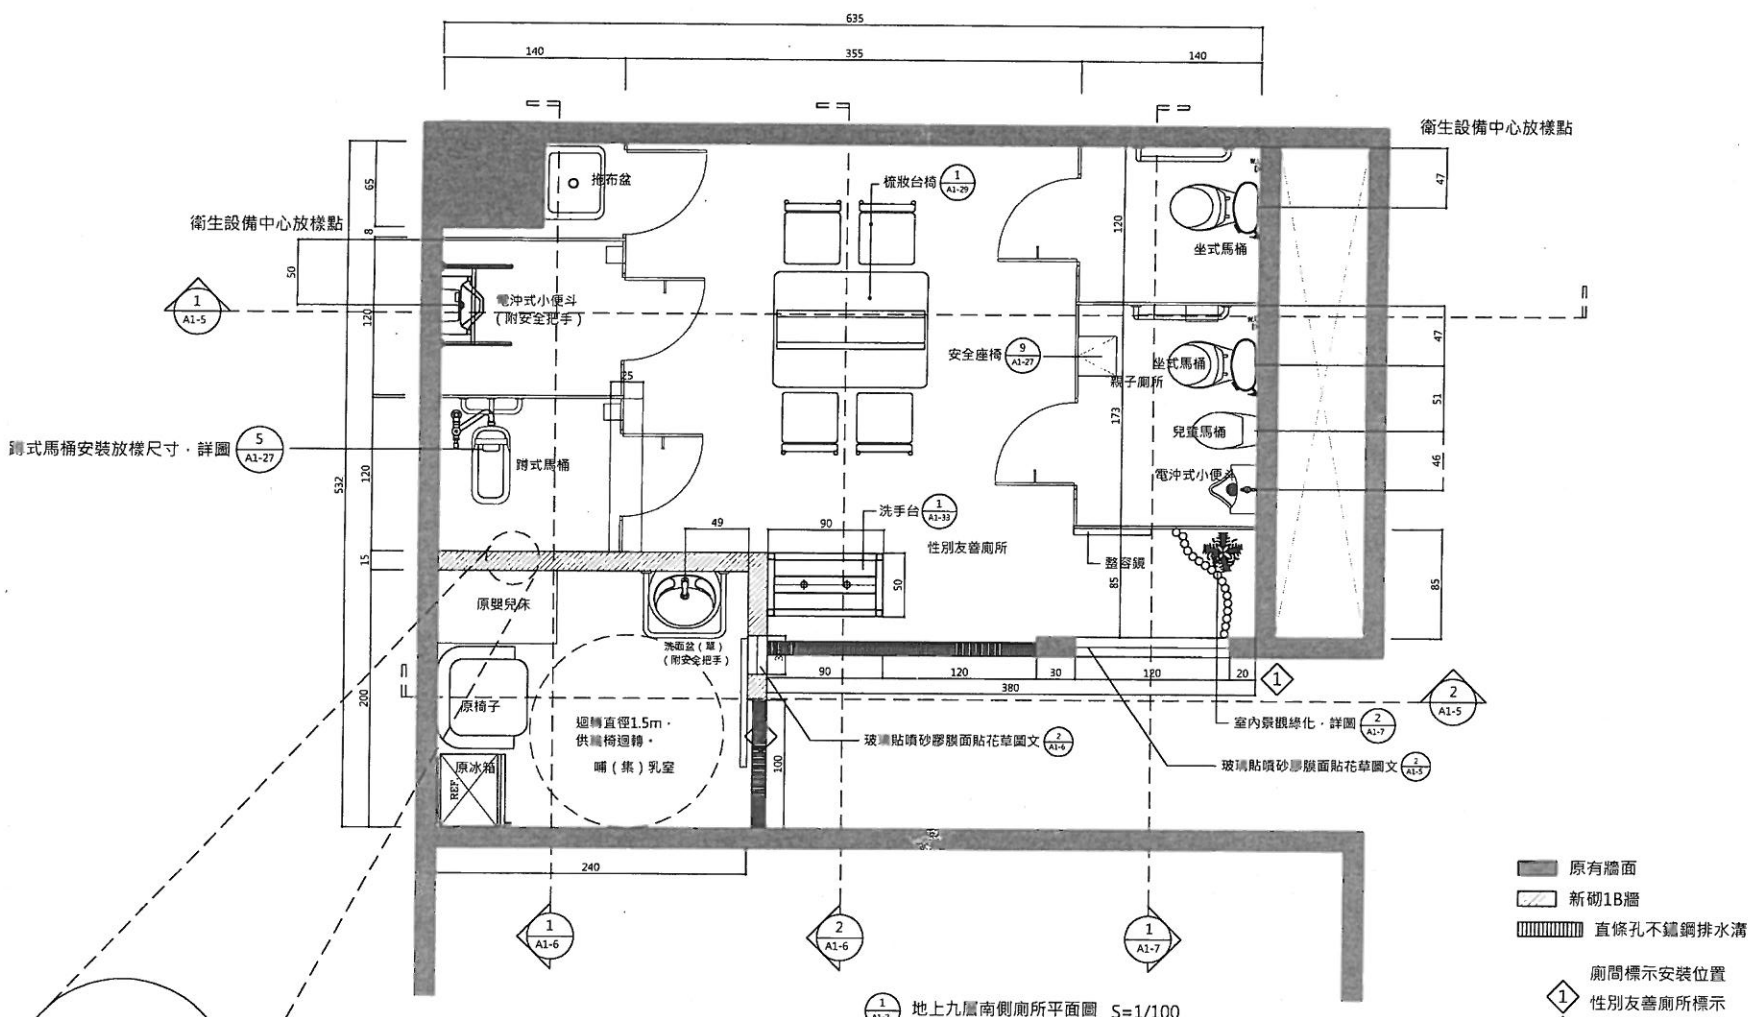 635
140
355
140
衛生設備中心放樣點
拖布盆
梳妝台椅
1
A1-29
65
47
衛生設備中心放樣點
8
120
坐式馬桶
50
1
A1-5
電沖式小便斗
(附安全把手)
120
47
安全座椅
9
A1-27
坐式馬桶
親子廁所
25
51
173
兒童馬桶
蹲式馬桶安裝放樣尺寸．詳圖
5
A1-27
蹲式馬桶
46
電沖式小便斗
532
120
洗手台
1
A1-33
49
90
性別友善廁所
整容鏡
15
50
85
85
原嬰兒床
洗面盆(單)
(附安全把手)
90
120
30
120
20
380
1
200
原椅子
迴轉直徑1.5m．
供輪椅迴轉。
哺(集)乳室
2
A1-5
室內景觀綠化．詳圖
2
A1-7
玻璃貼噴砂膠膜面貼花草圖文
2
A1-6
100
玻璃貼噴砂膠膜面貼花草圖文
2
A1-5
原冰箱
REF.
240
原有牆面
新砌1B牆
直條孔不鏽鋼排水溝
1
A1-6
2
A1-6
1
A1-7
廁間標示安裝位置
1
性別友善廁所標示
1
地上九層南側廁所平面圖 S=1/100